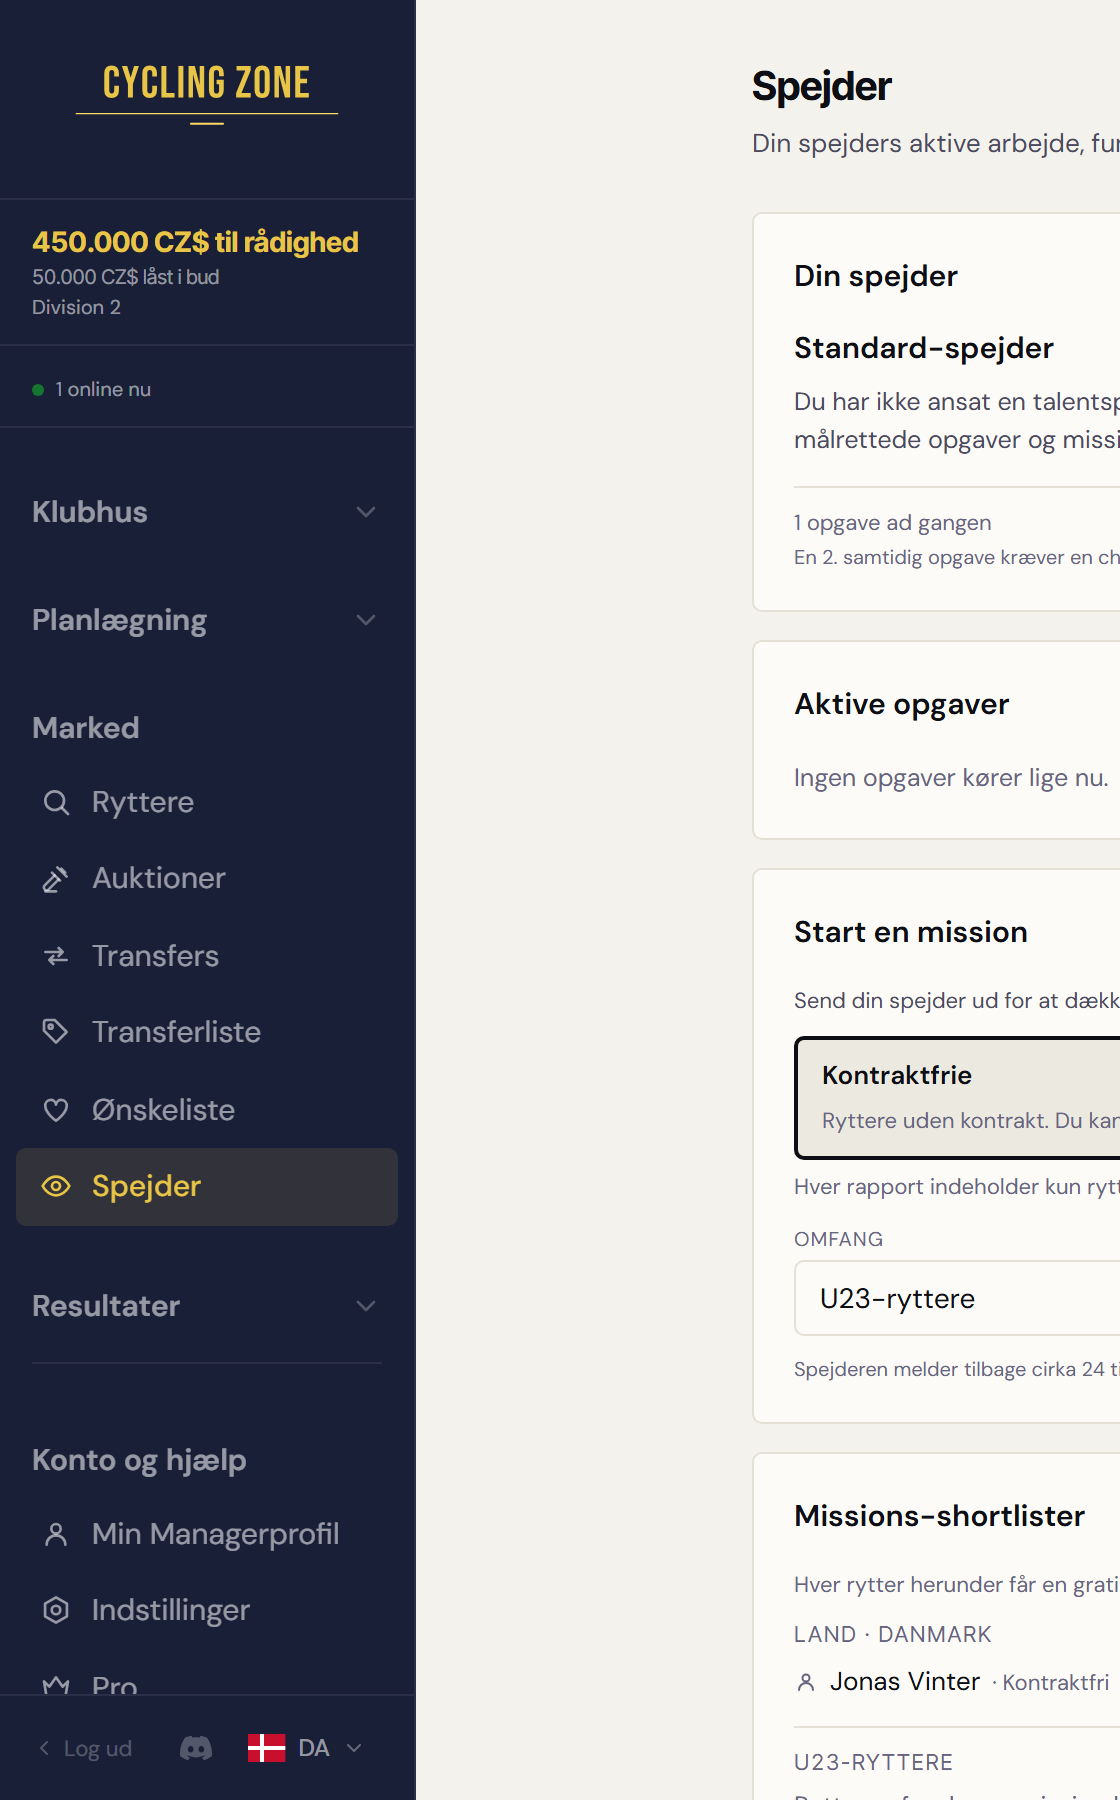 CYCLING ZONE
450.000 CZ$ til rådighed
50.000 CZ$ låst i bud
Division 2
1 online nu
Klubhus
Planlægning
Marked
Ryttere
Auktioner
Transfers
Transferliste
Ønskeliste
Spejder
Resultater
Konto og hjælp
Min Managerprofil
Indstillinger
Pro
Log ud
DA
Spejder
Din spejders aktive arbejde,
Din spejder
Standard-spejder
Du har ikke ansat en
målrettede opgaver og
1 opgave ad gangen
En 2. samtidig opgave kræver en
Aktive opgaver
Ingen opgaver kører lige nu.
Start en mission
Send din spejder ud for at
Kontraktfrie
Ryttere uden kontrakt. Du
Hver rapport indeholder kun
OMFANG
U23-ryttere
Spejderen melder tilbage cirka 24
Missions-shortlister
Hver rytter herunder får en
LAND · DANMARK
Jonas Vinter · Kontraktfri
U23-RYTTERE